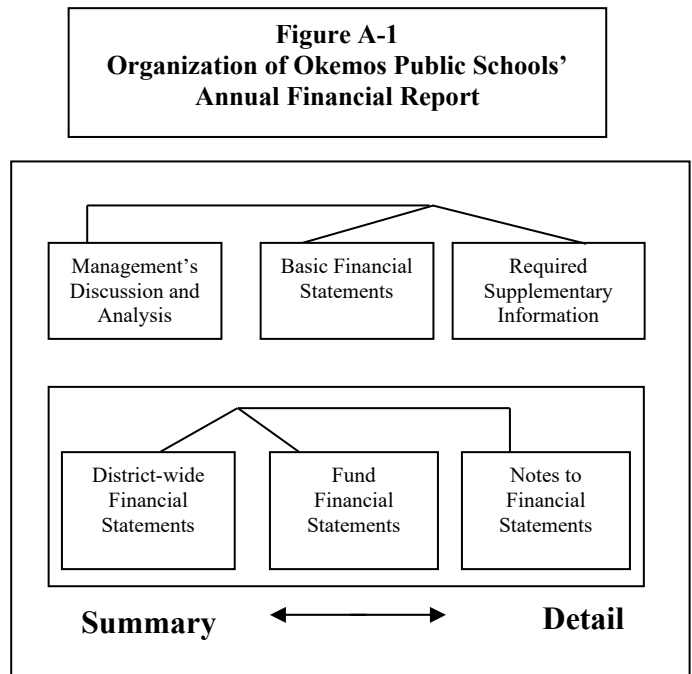 Figure A-1
Organization of Okemos Public Schools’
Annual Financial Report
Management’s
Discussion and
Analysis
Basic Financial
Statements
Required
Supplementary
Information
District-wide
Financial
Statements
Fund
Financial
Statements
Notes to
Financial
Statements
Summary
Detail